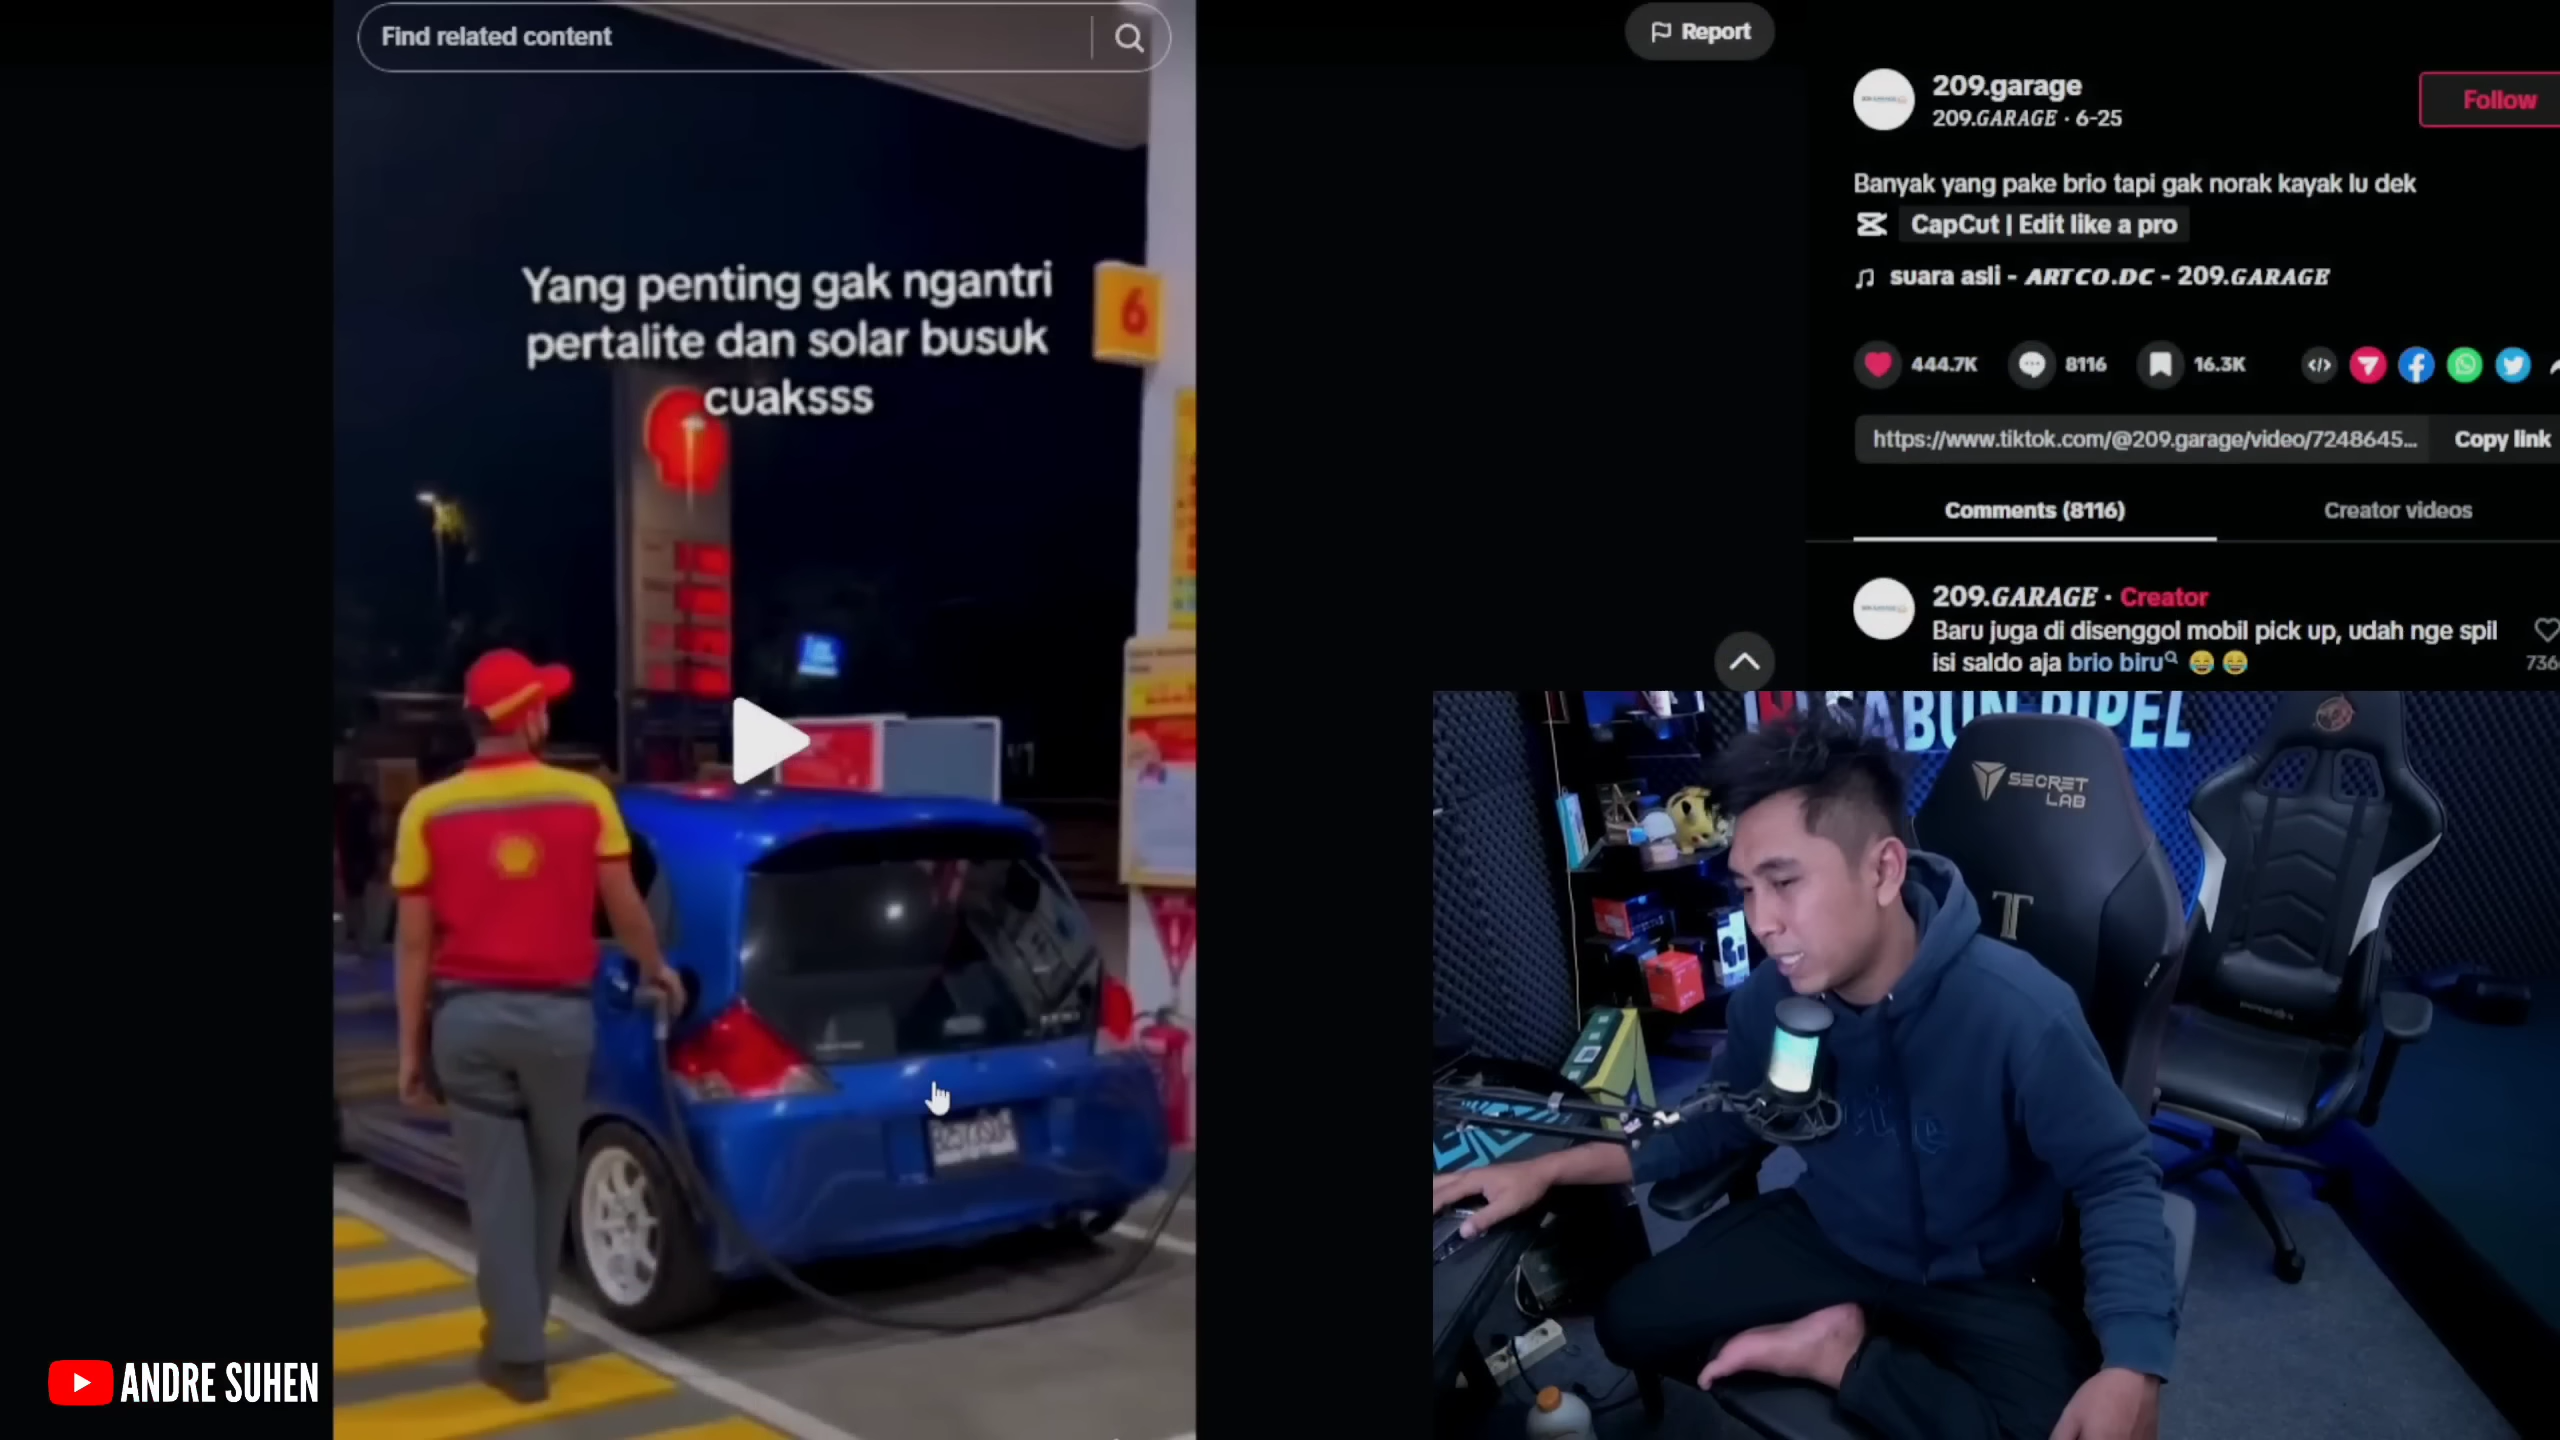 Find related content
Yang penting gak ngantri
pertalite dan solar busuk
cuaksss
6
Report
209.garage
209.GARAGE · 6-25
Follow
Banyak yang pake brio tapi gak norak kayak lu dek
CapCut | Edit like a pro
suara asli - ARTCO.DC - 209.GARAGE
444.7K
8116
16.3K
https://www.tiktok.com/@209.garage/video/7248645...
Copy link
Comments (8116)
Creator videos
209.GARAGE · Creator
Baru juga di disenggol mobil pick up, udah nge spil
isi saldo aja brio biru 😂 😂
SECRET
LAB
ANDRE SUHEN